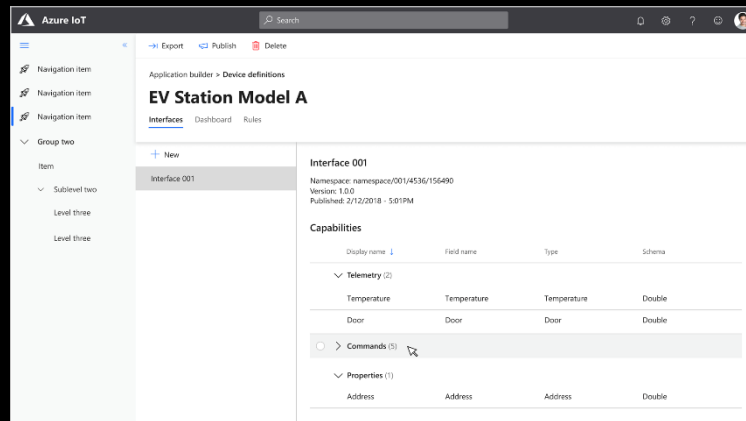 Azure IoT
Search
Export Publish Delete
Navigation item
Navigation item
Navigation item
Group two
Item
Sublevel two
Level three
Level three
Application builder > Device definitions
EV Station Model A
Interfaces Dashboard Rules
New
Interface 001
Interface 001
Namespace: namespace/001/4536/156490
Version: 1.0.0
Published: 2/12/2018 - 5:01PM
Capabilities
Display name ↓ Field name Type Schema
Telemetry (2)
Temperature Temperature Temperature Double
Door Door Door Double
Commands (5)
Properties (1)
Address Address Address Double